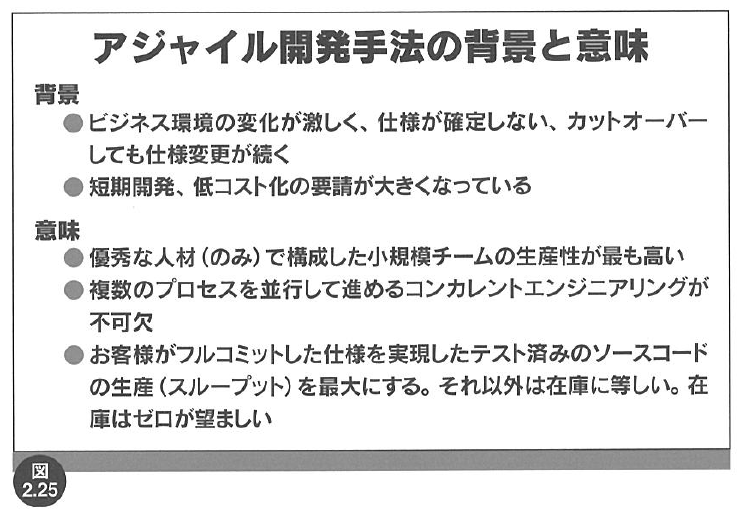 アジャイル開発手法の背景と意味
背景
●ビジネス環境の変化が激しく、仕様が確定しない、カットオーバー
しても仕様変更が続く
●短期開発、低コスト化の要請が大きくなっている
意味
●優秀な人材(のみ)で構成した小規模チームの生産性が最も高い
●複数のプロセスを並行して進めるコンカレントエンジニアリングが
不可欠
●お客様がフルコミットした仕様を実現したテスト済みのソースコード
の生産(スループット)を最大にする。それ以外は在庫に等しい。在
庫はゼロが望ましい
図
2.25